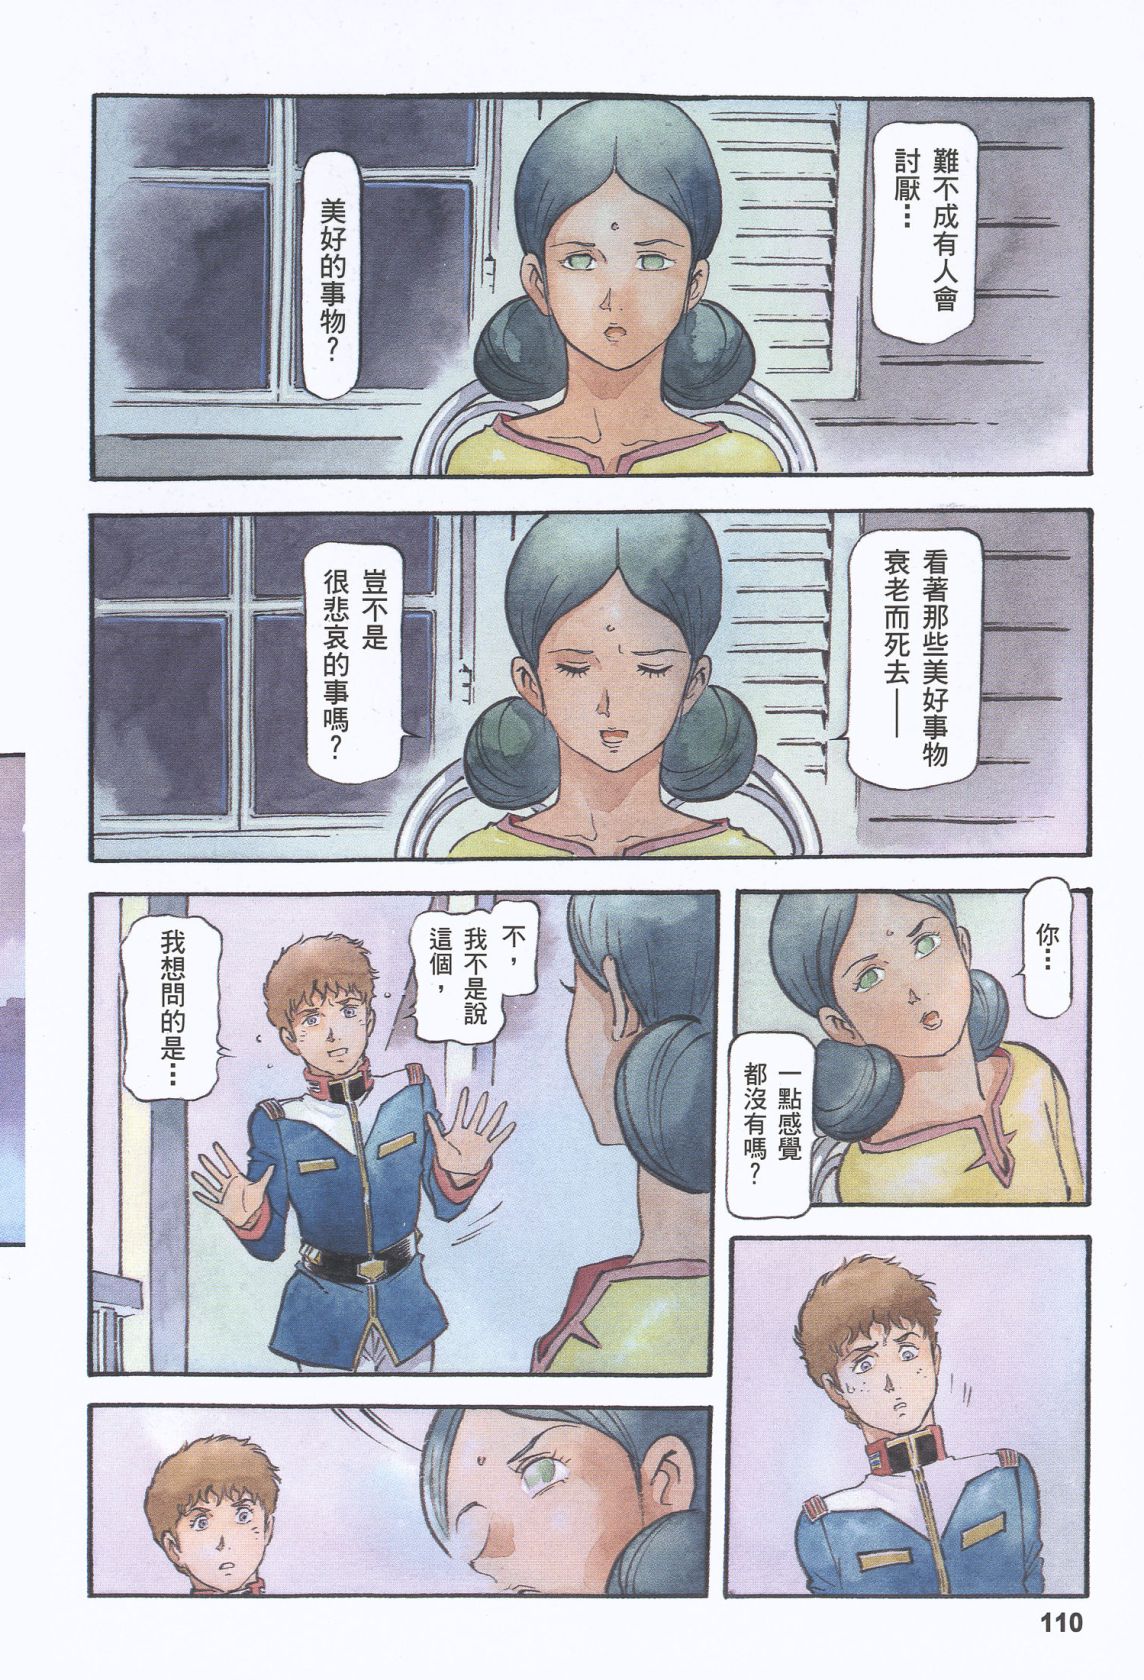 難不成有人會
討厭…
美好的事物？
看著那些美好事物
衰老而死去——
豈不是
很悲哀的事嗎？
你…
一點感覺
都沒有嗎？
不，
我不是說
這個，
我想問的是…
110